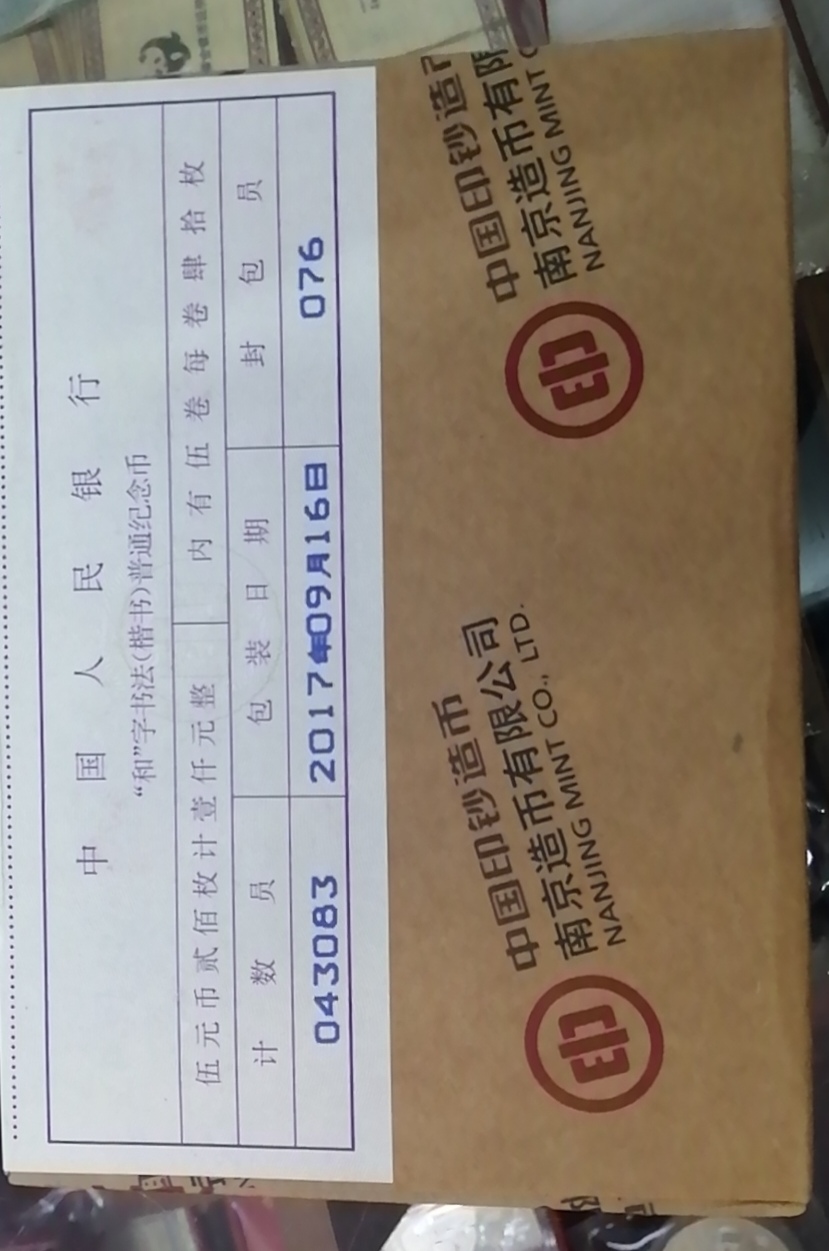 中国人民银行
“和”字书法(楷书)普通纪念币
伍元币贰佰枚计壹仟元整 内有伍卷每卷肆拾枚
计数员 包装日期 封包员
043083 2017年09月16日 076
中国印钞造币
南京造币有限公司
NANJING MINT CO., LTD.
中国印钞造币
南京造币有限
NANJING MINT C